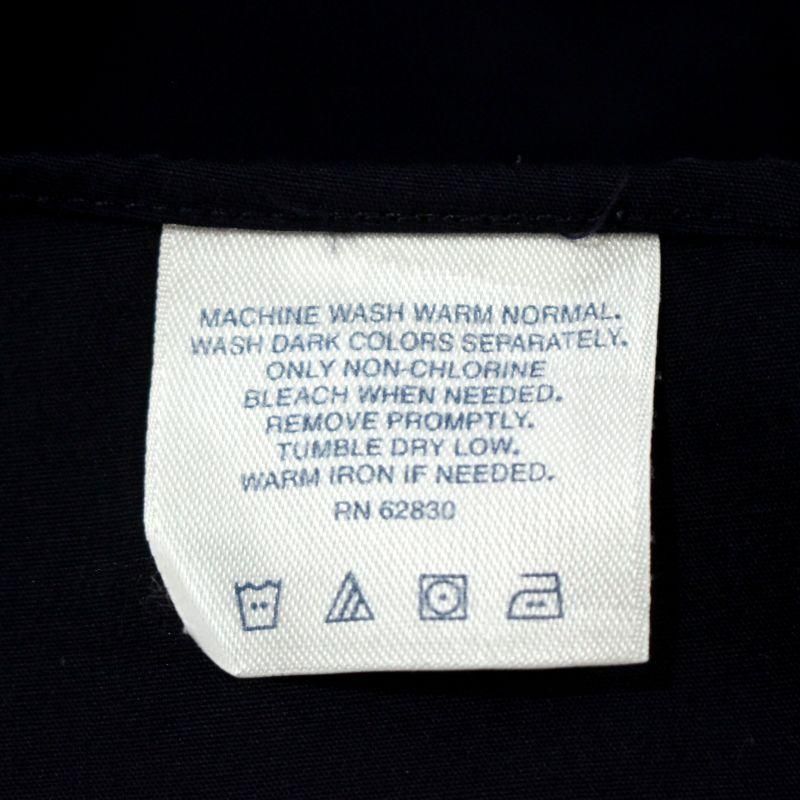 MACHINE WASH WARM NORMAL.
WASH DARK COLORS SEPARATELY.
ONLY NON-CHLORINE
BLEACH WHEN NEEDED.
REMOVE PROMPTLY.
TUMBLE DRY LOW.
WARM IRON IF NEEDED.
RN 62830